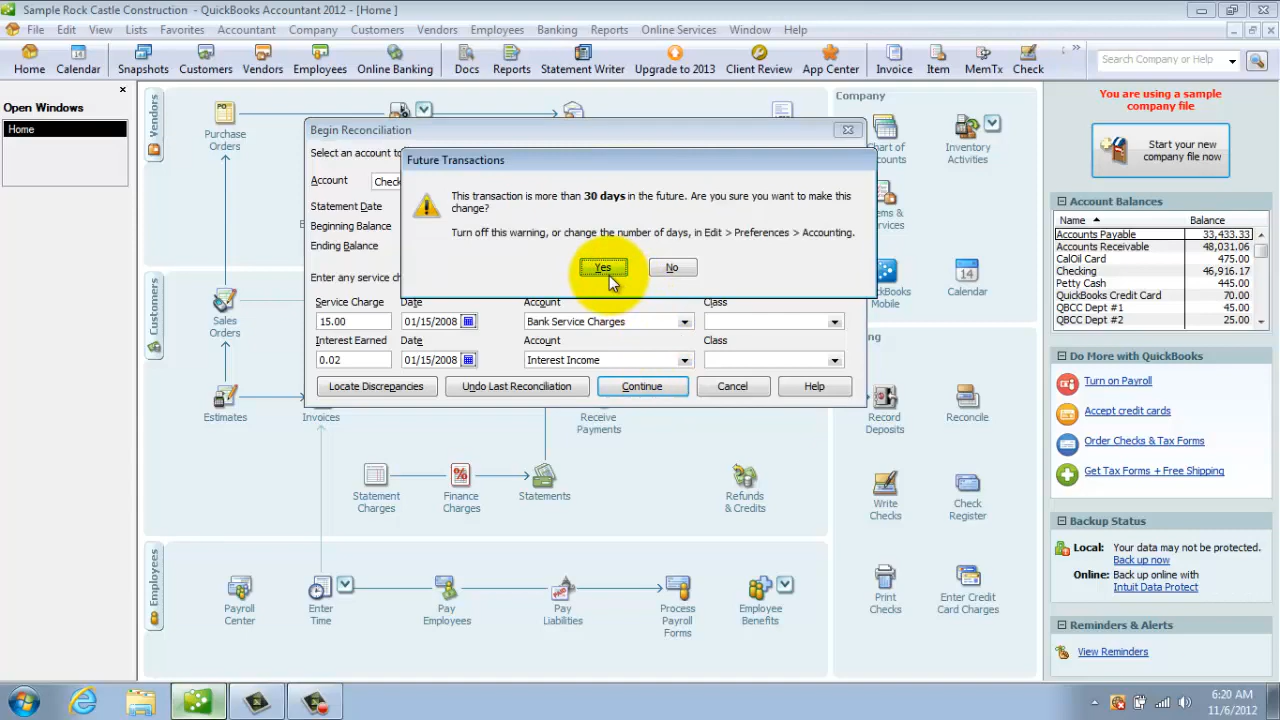 Sample Rock Castle Construction - QuickBooks Accountant 2012 - [Home ]
File Edit View Lists Favorites Accountant Company Customers Vendors Employees Banking Reports Online Services Window Help
Home Calendar Snapshots Customers Vendors Employees Online Banking Docs Reports Statement Writer Upgrade to 2013 Client Review App Center Invoice Item MemTx Check
Search Company or Help
Open Windows
Home
Vendors
Purchase
Orders
Customers
Sales
Orders
Estimates
Invoices
Receive
Payments
Statement
Charges
Finance
Charges
Statements
Refunds
& Credits
Employees
Payroll
Center
Enter
Time
Pay
Employees
Pay
Liabilities
Process
Payroll
Forms
Employee
Benefits
Begin Reconciliation
Select an account to
Account Check
Statement Date
Beginning Balance
Ending Balance
Enter any service ch
Service Charge Date Account Class
15.00 01/15/2008 Bank Service Charges
Interest Earned Date Account Class
0.02 01/15/2008 Interest Income
Locate Discrepancies Undo Last Reconciliation Continue Cancel Help
Future Transactions
This transaction is more than 30 days in the future. Are you sure you want to make this
change?
Turn off this warning, or change the number of days, in Edit > Preferences > Accounting.
Yes No
Company
Chart of
Accounts
Inventory
Activities
Items &
Services
QuickBooks
Mobile
Calendar
Record
Deposits
Reconcile
Write
Checks
Check
Register
Print
Checks
Enter Credit
Card Charges
You are using a sample
company file
Start your new
company file now
Account Balances
Name Balance
Accounts Payable 33,433.33
Accounts Receivable 48,031.06
CalOil Card 475.00
Checking 46,916.17
Petty Cash 445.00
QuickBooks Credit Card 70.00
QBCC Dept #1 45.00
QBCC Dept #2 25.00
Do More with QuickBooks
Turn on Payroll
Accept credit cards
Order Checks & Tax Forms
Get Tax Forms + Free Shipping
Backup Status
Local: Your data may not be protected.
Back up now
Online: Back up online with
Intuit Data Protect
Reminders & Alerts
View Reminders
6:20 AM
11/6/2012